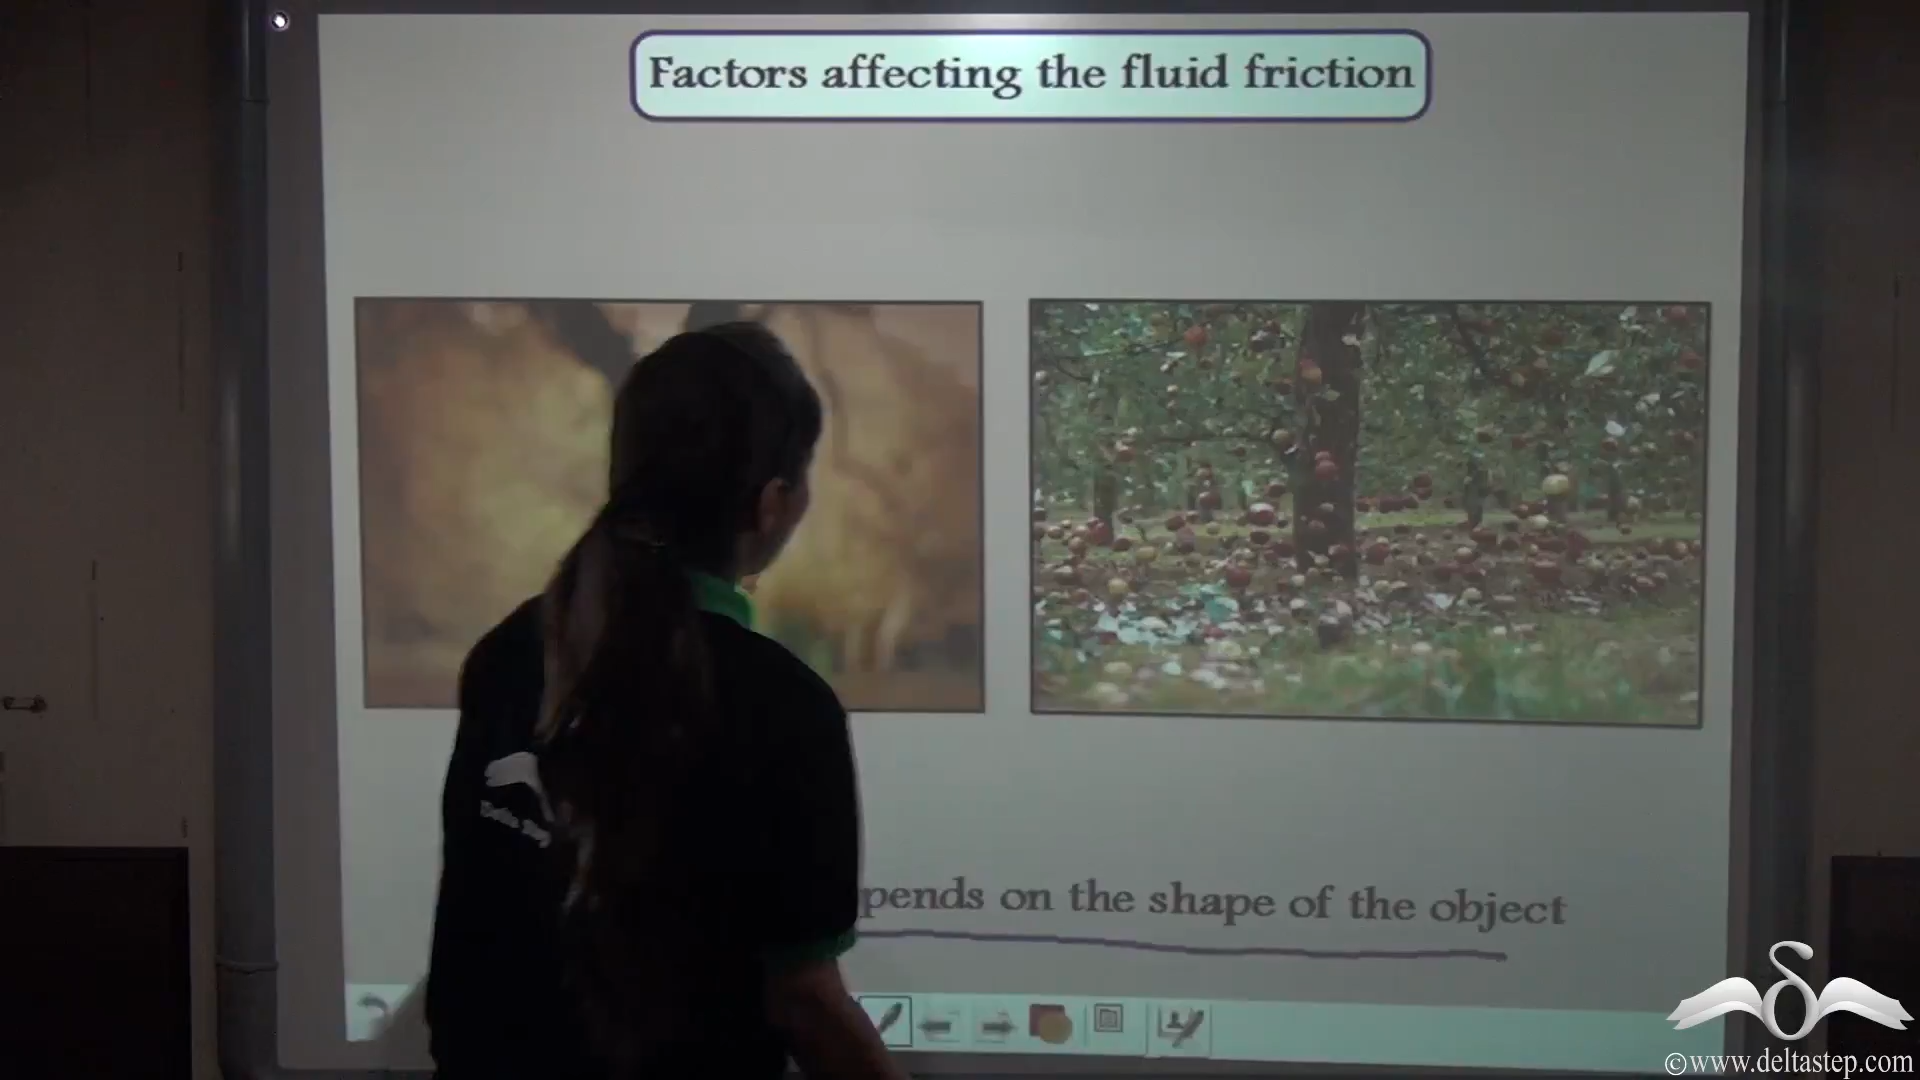 Factors affecting the fluid friction
pends on the shape of the object
©www.deltastep.com